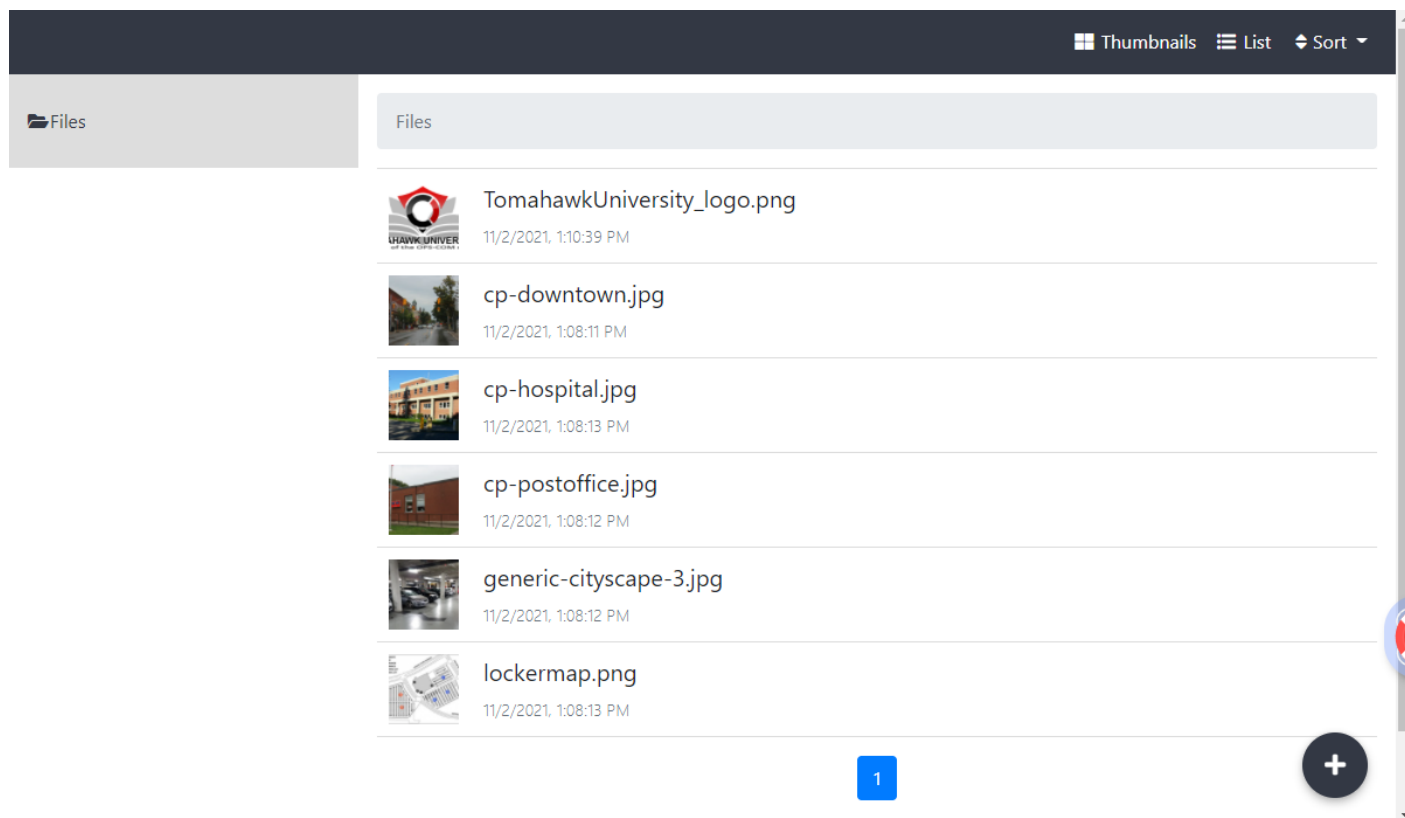 Thumbnails List Sort
Files
Files
TomahawkUniversity_logo.png
HAWK UNIVER
11/2/2021, 1:10:39 PM
cp-downtown.jpg
11/2/2021, 1:08:11 PM
cp-hospital.jpg
11/2/2021, 1:08:13 PM
cp-postoffice.jpg
11/2/2021, 1:08:12 PM
generic-cityscape-3.jpg
11/2/2021, 1:08:12 PM
lockermap.png
11/2/2021, 1:08:13 PM
1